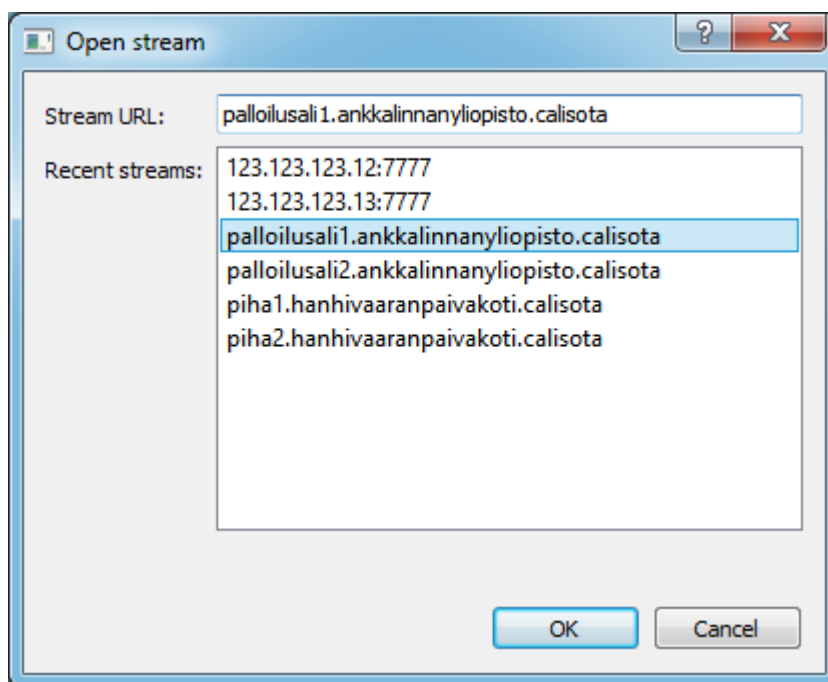 Open stream
Stream URL: palloilusali1.ankkalinnanyliopisto.calisota
Recent streams: 123.123.123.12:7777
123.123.123.13:7777
palloilusali1.ankkalinnanyliopisto.calisota
palloilusali2.ankkalinnanyliopisto.calisota
piha1.hanhivaaranpaivakoti.calisota
piha2.hanhivaaranpaivakoti.calisota
OK Cancel